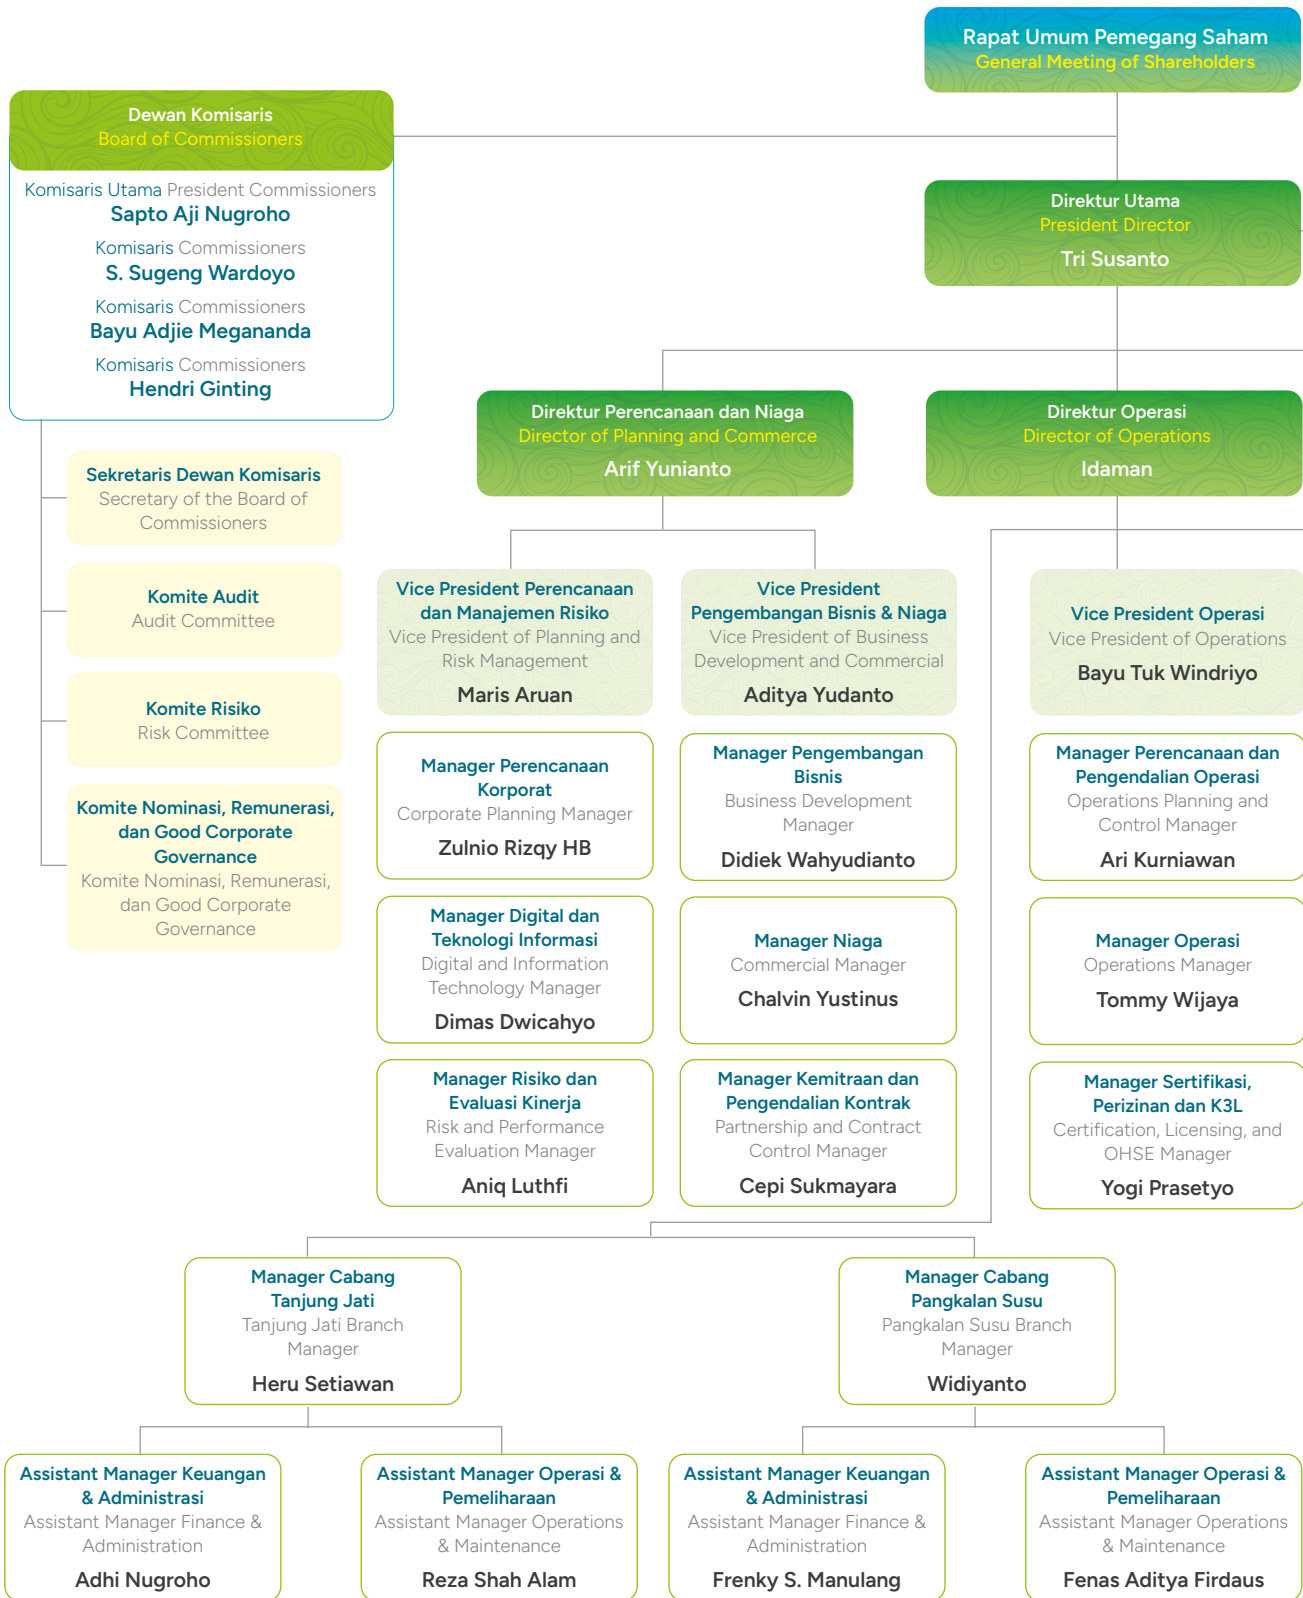 Rapat Umum Pemegang Saham
General Meeting of Shareholders
Dewan Komisaris
Board of Commissioners
Komisaris Utama President Commissioners
Sapto Aji Nugroho
Komisaris Commissioners
S. Sugeng Wardoyo
Komisaris Commissioners
Bayu Adjie Megananda
Komisaris Commissioners
Hendri Ginting
Direktur Utama
President Director
Tri Susanto
Direktur Perencanaan dan Niaga
Director of Planning and Commerce
Arif Yunianto
Direktur Operasi
Director of Operations
Idaman
Sekretaris Dewan Komisaris
Secretary of the Board of
Commissioners
Komite Audit
Audit Committee
Komite Risiko
Risk Committee
Komite Nominasi, Remunerasi,
dan Good Corporate
Governance
Komite Nominasi, Remunerasi,
dan Good Corporate
Governance
Vice President Perencanaan
dan Manajemen Risiko
Vice President of Planning and
Risk Management
Maris Aruan
Manager Perencanaan
Korporat
Corporate Planning Manager
Zulnio Rizqy HB
Manager Digital dan
Teknologi Informasi
Digital and Information
Technology Manager
Dimas Dwicahyo
Manager Risiko dan
Evaluasi Kinerja
Risk and Performance
Evaluation Manager
Aniq Luthfi
Vice President
Pengembangan Bisnis & Niaga
Vice President of Business
Development and Commercial
Aditya Yudanto
Manager Pengembangan
Bisnis
Business Development
Manager
Didiek Wahyudianto
Manager Niaga
Commercial Manager
Chalvin Yustinus
Manager Kemitraan dan
Pengendalian Kontrak
Partnership and Contract
Control Manager
Cepi Sukmayara
Vice President Operasi
Vice President of Operations
Bayu Tuk Windriyo
Manager Perencanaan dan
Pengendalian Operasi
Operations Planning and
Control Manager
Ari Kurniawan
Manager Operasi
Operations Manager
Tommy Wijaya
Manager Sertifikasi,
Perizinan dan K3L
Certification, Licensing, and
OHSE Manager
Yogi Prasetyo
Manager Cabang
Tanjung Jati
Tanjung Jati Branch
Manager
Heru Setiawan
Manager Cabang
Pangkalan Susu
Pangkalan Susu Branch
Manager
Widiyanto
Assistant Manager Keuangan
& Administrasi
Assistant Manager Finance &
Administration
Adhi Nugroho
Assistant Manager Operasi &
Pemeliharaan
Assistant Manager Operations
& Maintenance
Reza Shah Alam
Assistant Manager Keuangan
& Administrasi
Assistant Manager Finance &
Administration
Frenky S. Manulang
Assistant Manager Operasi &
Pemeliharaan
Assistant Manager Operations
& Maintenance
Fenas Aditya Firdaus